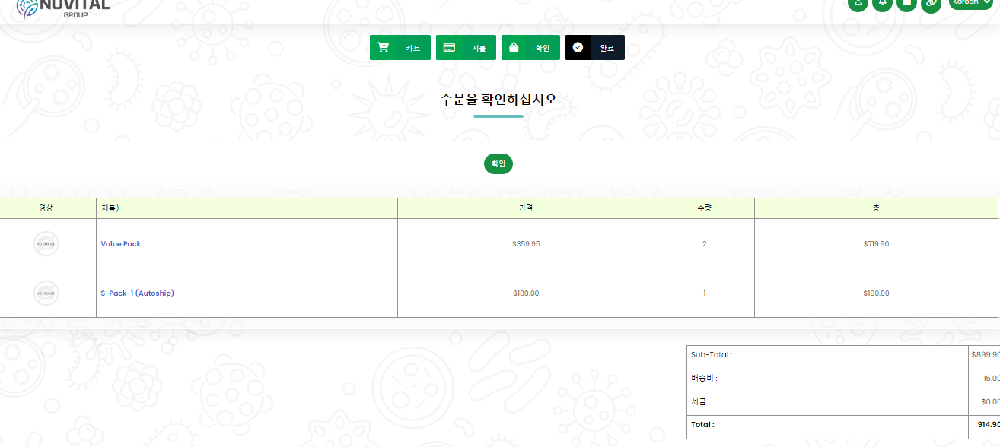 NUVITAL
GROUP
Korean
카트 지불 확인 완료
주문을 확인하십시오
확인
영상 제품) 가격 수량 총
NO IMAGE Value Pack $359.95 2 $719.90
NO IMAGE S-Pack-1 (Autoship) $180.00 1 $180.00
Sub-Total : $899.90
배송비 : 15.00
세금 : $0.00
Total : 914.90